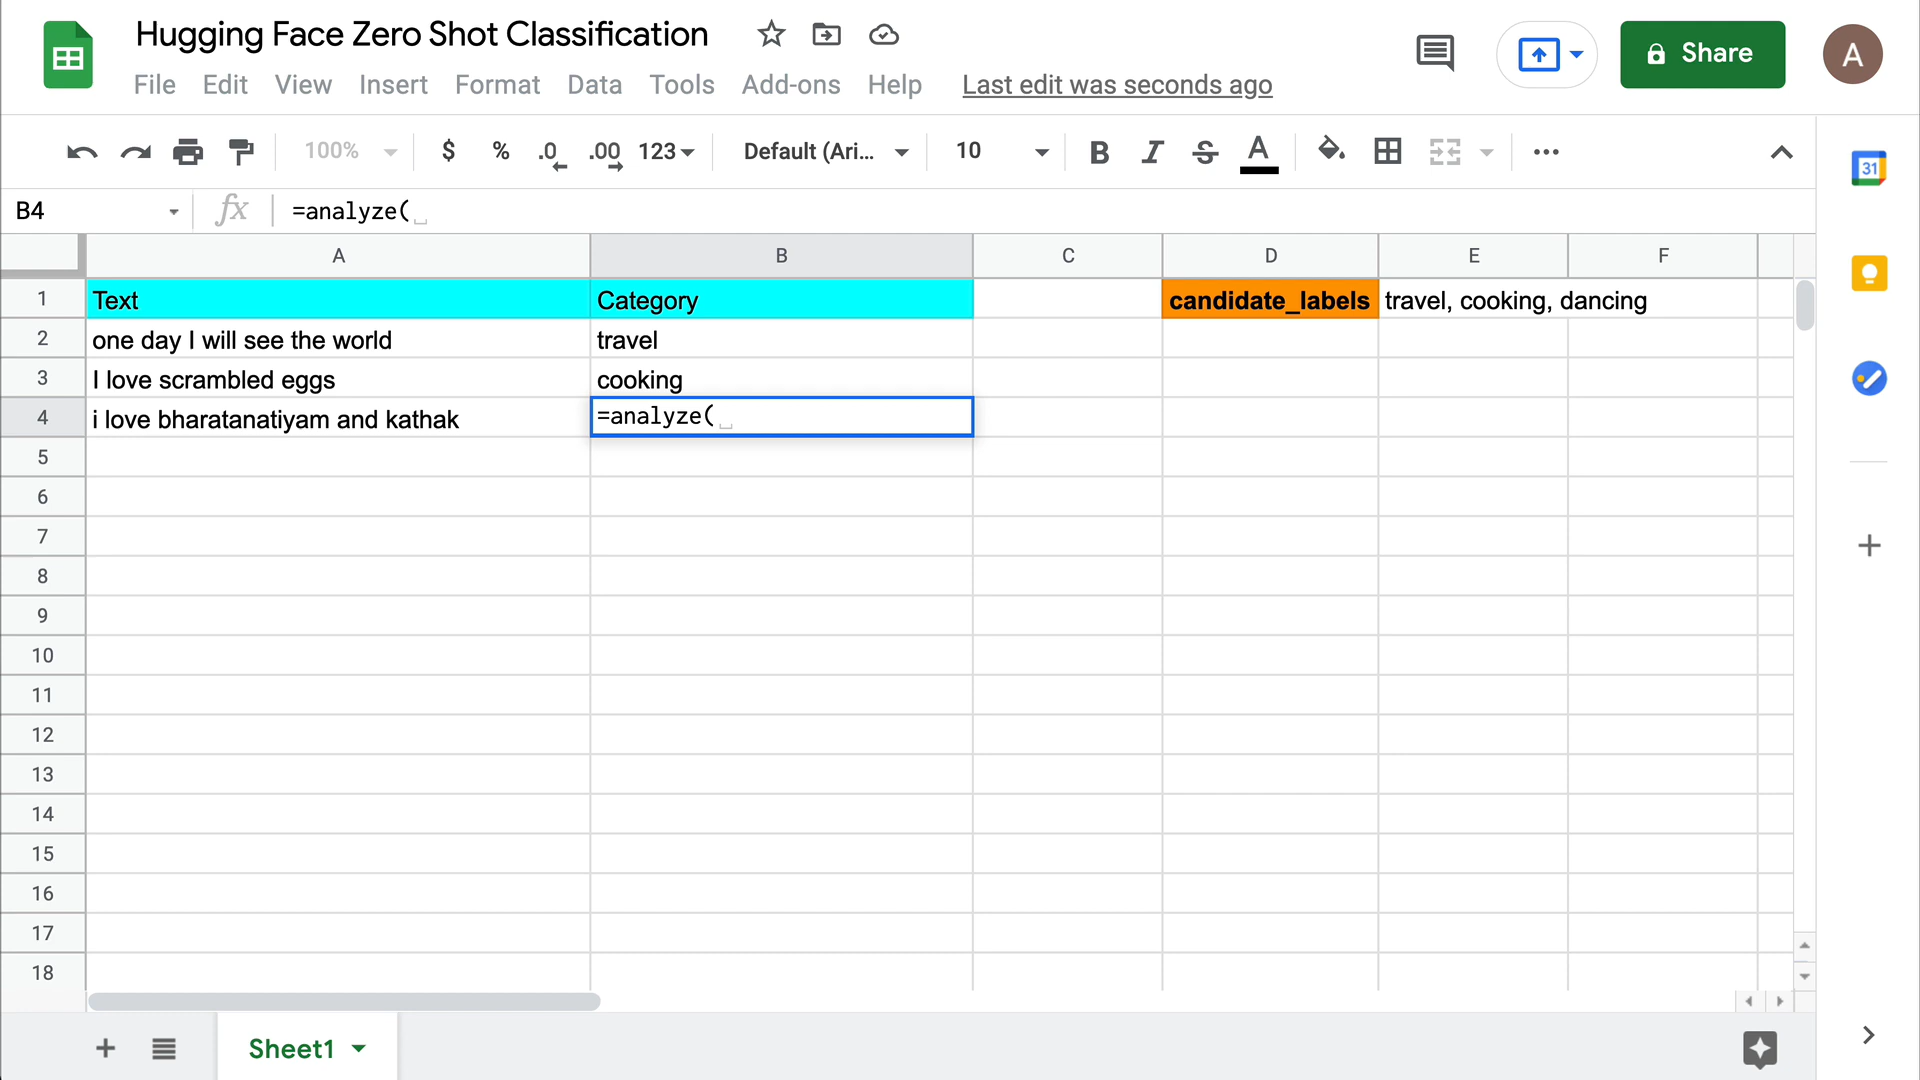 Hugging Face Zero Shot Classification
File Edit View Insert Format Data Tools Add-ons Help Last edit was seconds ago
Share
A
100% $ % .0 .00 123 Default (Ari... 10 B I S A
31
B4 fx =analyze(
A B C D E F
1 Text Category candidate_labels travel, cooking, dancing
2 one day I will see the world travel
3 I love scrambled eggs cooking
4 i love bharatanatiyam and kathak =analyze(
5
6
7
8
9
10
11
12
13
14
15
16
17
18
Sheet1